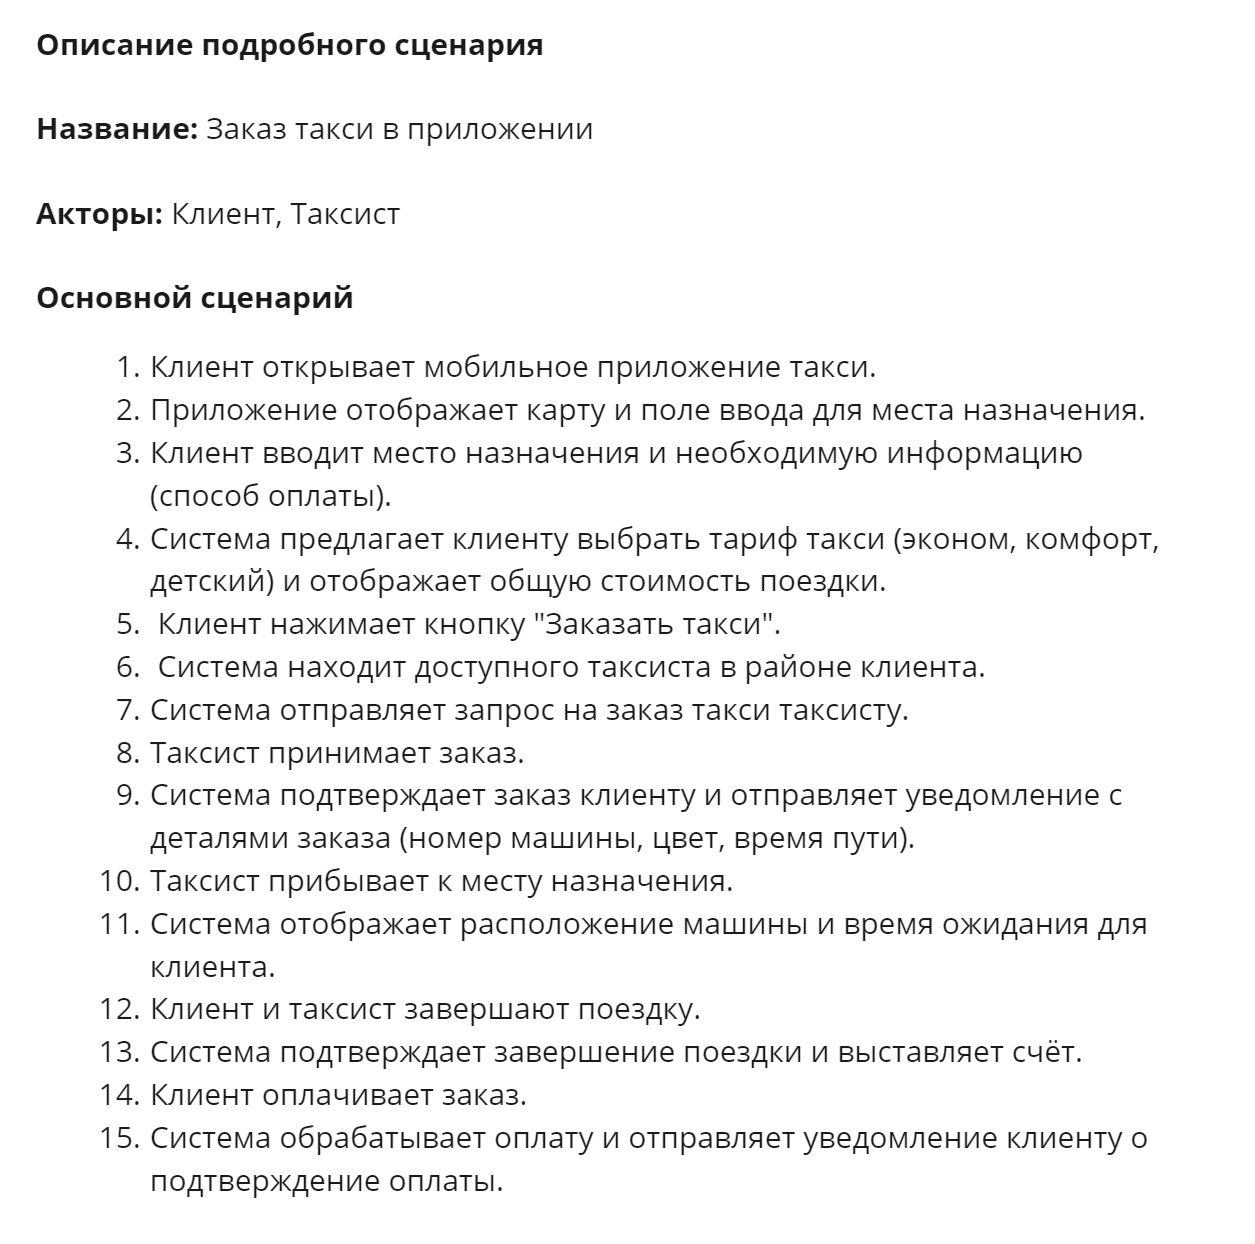 Описание подробного сценария
Название: Заказ такси в приложении
Акторы: Клиент, Таксист
Основной сценарий
1. Клиент открывает мобильное приложение такси.
2. Приложение отображает карту и поле ввода для места назначения.
3. Клиент вводит место назначения и необходимую информацию
(способ оплаты).
4. Система предлагает клиенту выбрать тариф такси (эконом, комфорт,
детский) и отображает общую стоимость поездки.
5. Клиент нажимает кнопку "Заказать такси".
6. Система находит доступного таксиста в районе клиента.
7. Система отправляет запрос на заказ такси таксисту.
8. Таксист принимает заказ.
9. Система подтверждает заказ клиенту и отправляет уведомление с
деталями заказа (номер машины, цвет, время пути).
10. Таксист прибывает к месту назначения.
11. Система отображает расположение машины и время ожидания для
клиента.
12. Клиент и таксист завершают поездку.
13. Система подтверждает завершение поездки и выставляет счёт.
14. Клиент оплачивает заказ.
15. Система обрабатывает оплату и отправляет уведомление клиенту о
подтверждение оплаты.